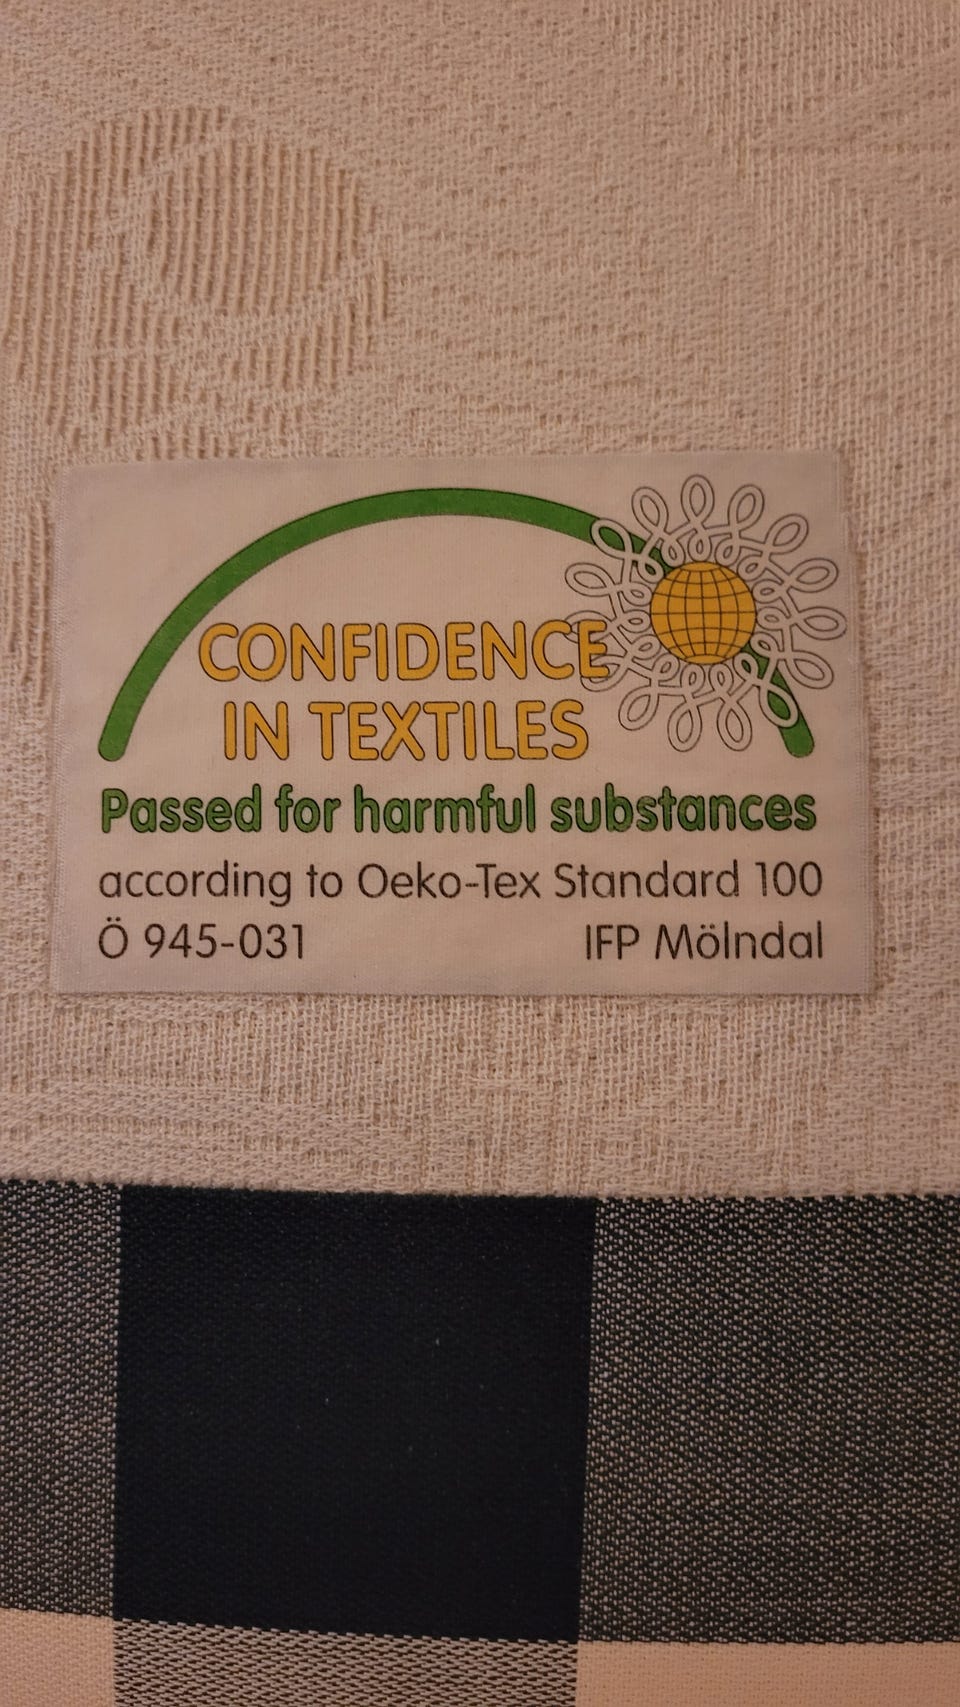 CONFIDENCE
IN TEXTILES
Passed for harmful substances
according to Oeko-Tex Standard 100
Ö 945-031 IFP Mölndal